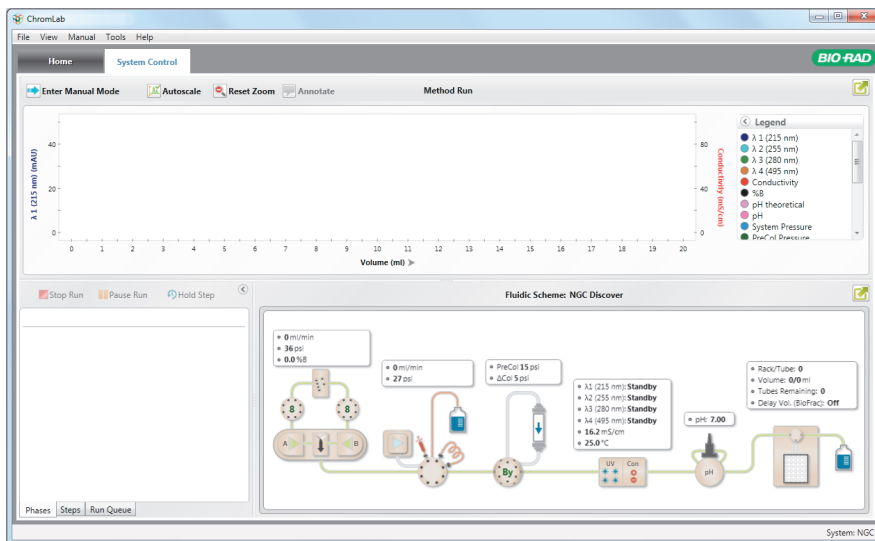 ChromLab
File View Manual Tools Help
Home System Control
BIO-RAD
Enter Manual Mode Autoscale Reset Zoom Annotate Method Run
λ 1 (215 nm) (mAU)
40
20
0
80
40
0
Conductivity (mS/cm)
0 1 2 3 4 5 6 7 8 9 10 11 12 13 14 15 16 17 18 19 20
Volume (ml)
Legend
λ 1 (215 nm)
λ 2 (255 nm)
λ 3 (280 nm)
λ 4 (495 nm)
Conductivity
%B
pH theoretical
pH
System Pressure
PreCol Pressure
Stop Run Pause Run Hold Step
Fluidic Scheme: NGC Discover
0 ml/min
36 psi
0.0 %B
0 ml/min
27 psi
PreCol 15 psi
ΔCol 5 psi
λ1 (215 nm): Standby
λ2 (255 nm): Standby
λ3 (280 nm): Standby
λ4 (495 nm): Standby
16.2 mS/cm
25.0 °C
pH: 7.00
Rack/Tube: 0
Volume: 0/0 ml
Tubes Remaining: 0
Delay Vol. (BioFrac): Off
8 8
A B
By
UV Con
pH
Phases Steps Run Queue
System: NGC